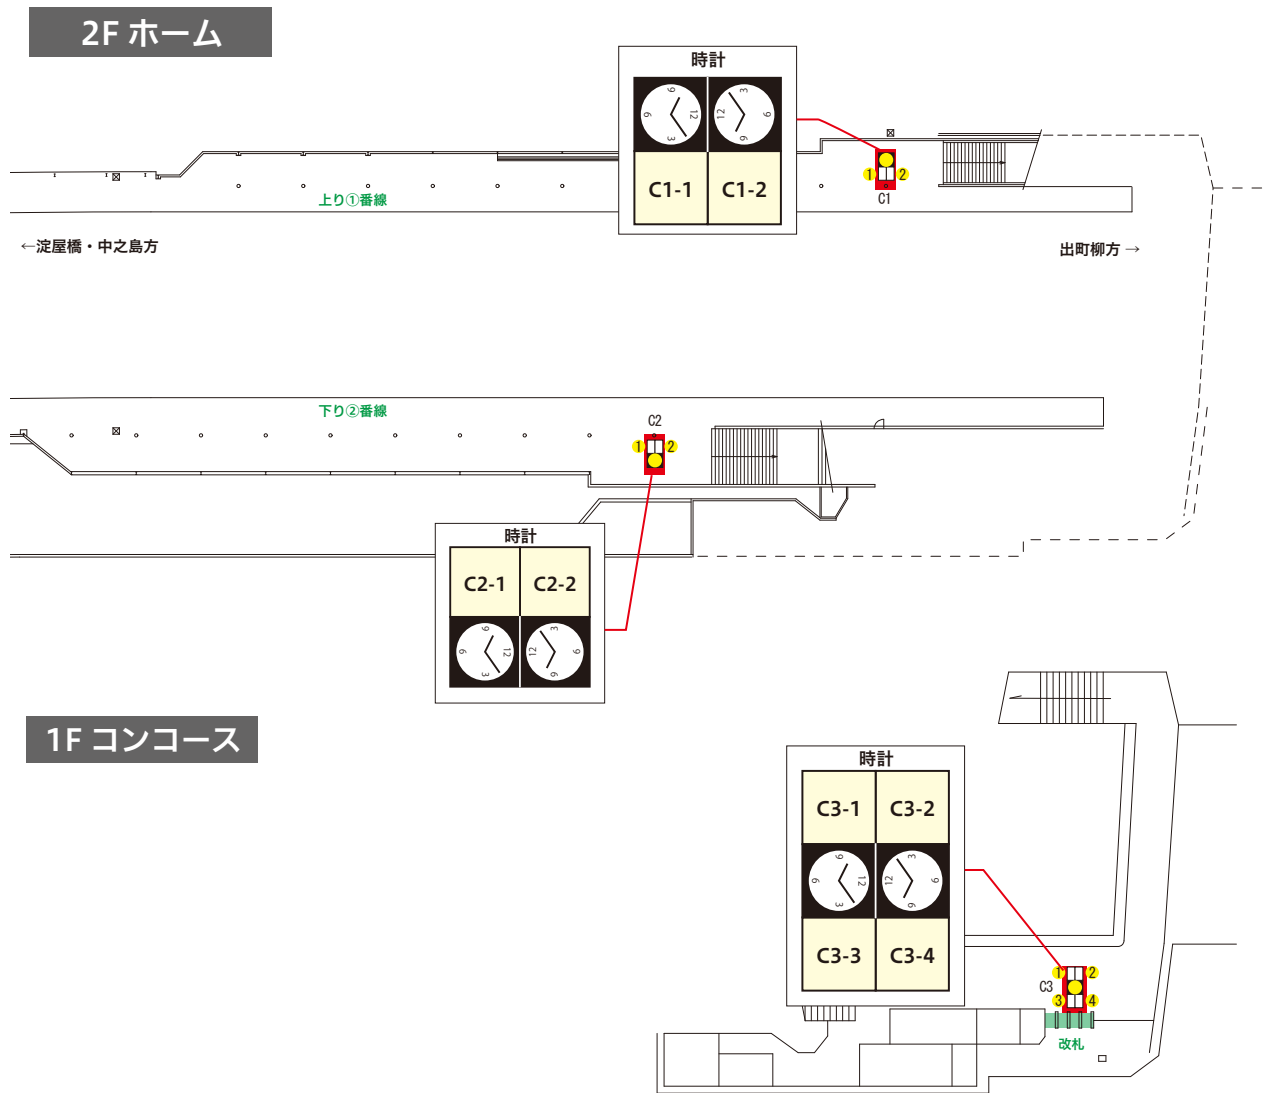 2F ホーム
時計
C1-1
C1-2
1
2
C1
上り①番線
←淀屋橋・中之島方
出町柳方→
下り②番線
C2
1
2
時計
C2-1
C2-2
1F コンコース
時計
C3-1
C3-2
C3-3
C3-4
1
2
C3
3
4
改札